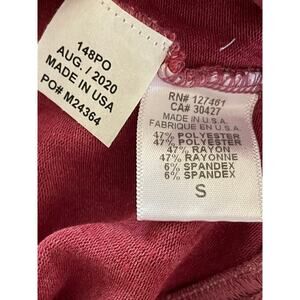 148PO
AUG. / 2020
MADE IN USA
PO# M24364
RN# 127461
CA# 30427
MADE IN U.S.A.
FABRIQUE EN U.S.A.
47% POLYESTER
47% POLYESTER
47% RAYON
47% RAYONNE
6% SPANDEX
6% SPANDEX
S